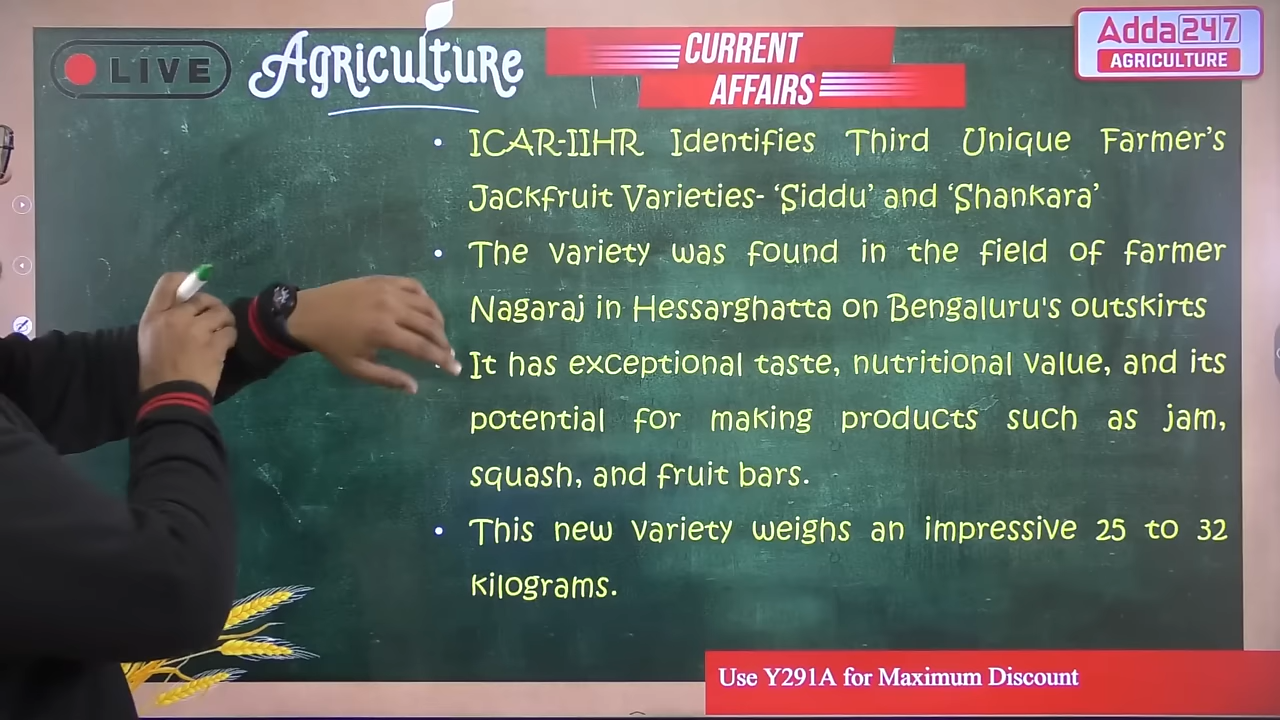 LIVE
Agriculture
CURRENT
AFFAIRS
Adda247
AGRICULTURE
• ICAR-IIHR Identifies Third Unique Farmer's
Jackfruit Varieties- 'Siddu' and 'Shankara'
• The variety was found in the field of farmer
Nagaraj in Hessarghatta on Bengaluru's outskirts
It has exceptional taste, nutritional value, and its
potential for making products such as jam,
squash, and fruit bars.
• This new variety weighs an impressive 25 to 32
kilograms.
Use Y291A for Maximum Discount